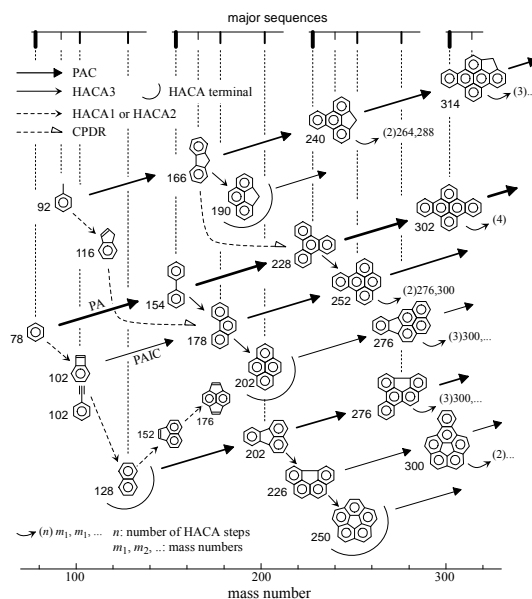 major sequences
PAC
HACA3
HACA terminal
HACA1 or HACA2
CPDR
314
(3)...
240
(2)264,288
166
190
92
302
(4)
116
228
154
PA
252
(2)276,300
78
178
276
(3)300,...
PAIC
102
202
102
176
276
(3)300,...
152
202
300
(2)...
128
226
250
(n) m₁, m₁, ... n: number of HACA steps
m₁, m₂, ..: mass numbers
100 200 300
mass number